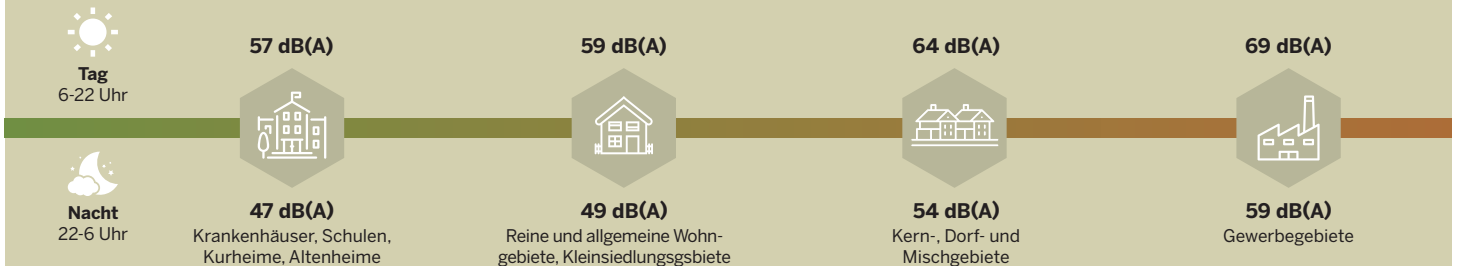 Tag
6-22 Uhr
57 dB(A)
59 dB(A)
64 dB(A)
69 dB(A)
Nacht
22-6 Uhr
47 dB(A)
Krankenhäuser, Schulen,
Kurheime, Altenheime
49 dB(A)
Reine und allgemeine Wohn-
gebiete, Kleinsiedlungsgsbiete
54 dB(A)
Kern-, Dorf- und
Mischgebiete
59 dB(A)
Gewerbegebiete